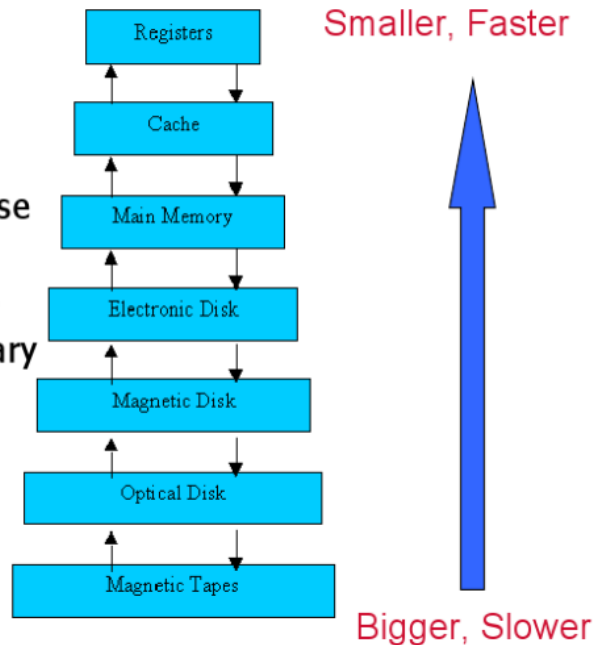 Smaller, Faster
Registers
Cache
se
Main Memory
Electronic Disk
ary
Magnetic Disk
Optical Disk
Magnetic Tapes
Bigger, Slower